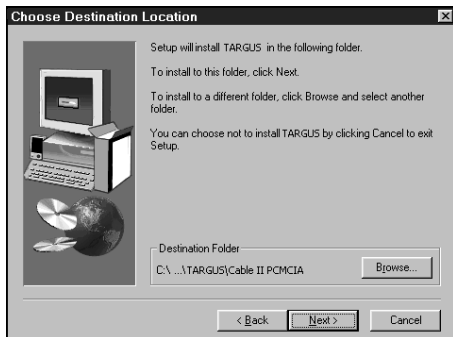 Choose Destination Location
Setup will install TARGUS in the following folder.
To install to this folder, click Next.
To install to a different folder, click Browse and select another
folder.
You can choose not to install TARGUS by clicking Cancel to exit
Setup.
Destination Folder
C:\ ...\TARGUS\Cable II PCMCIA
Browse...
< Back
Next >
Cancel